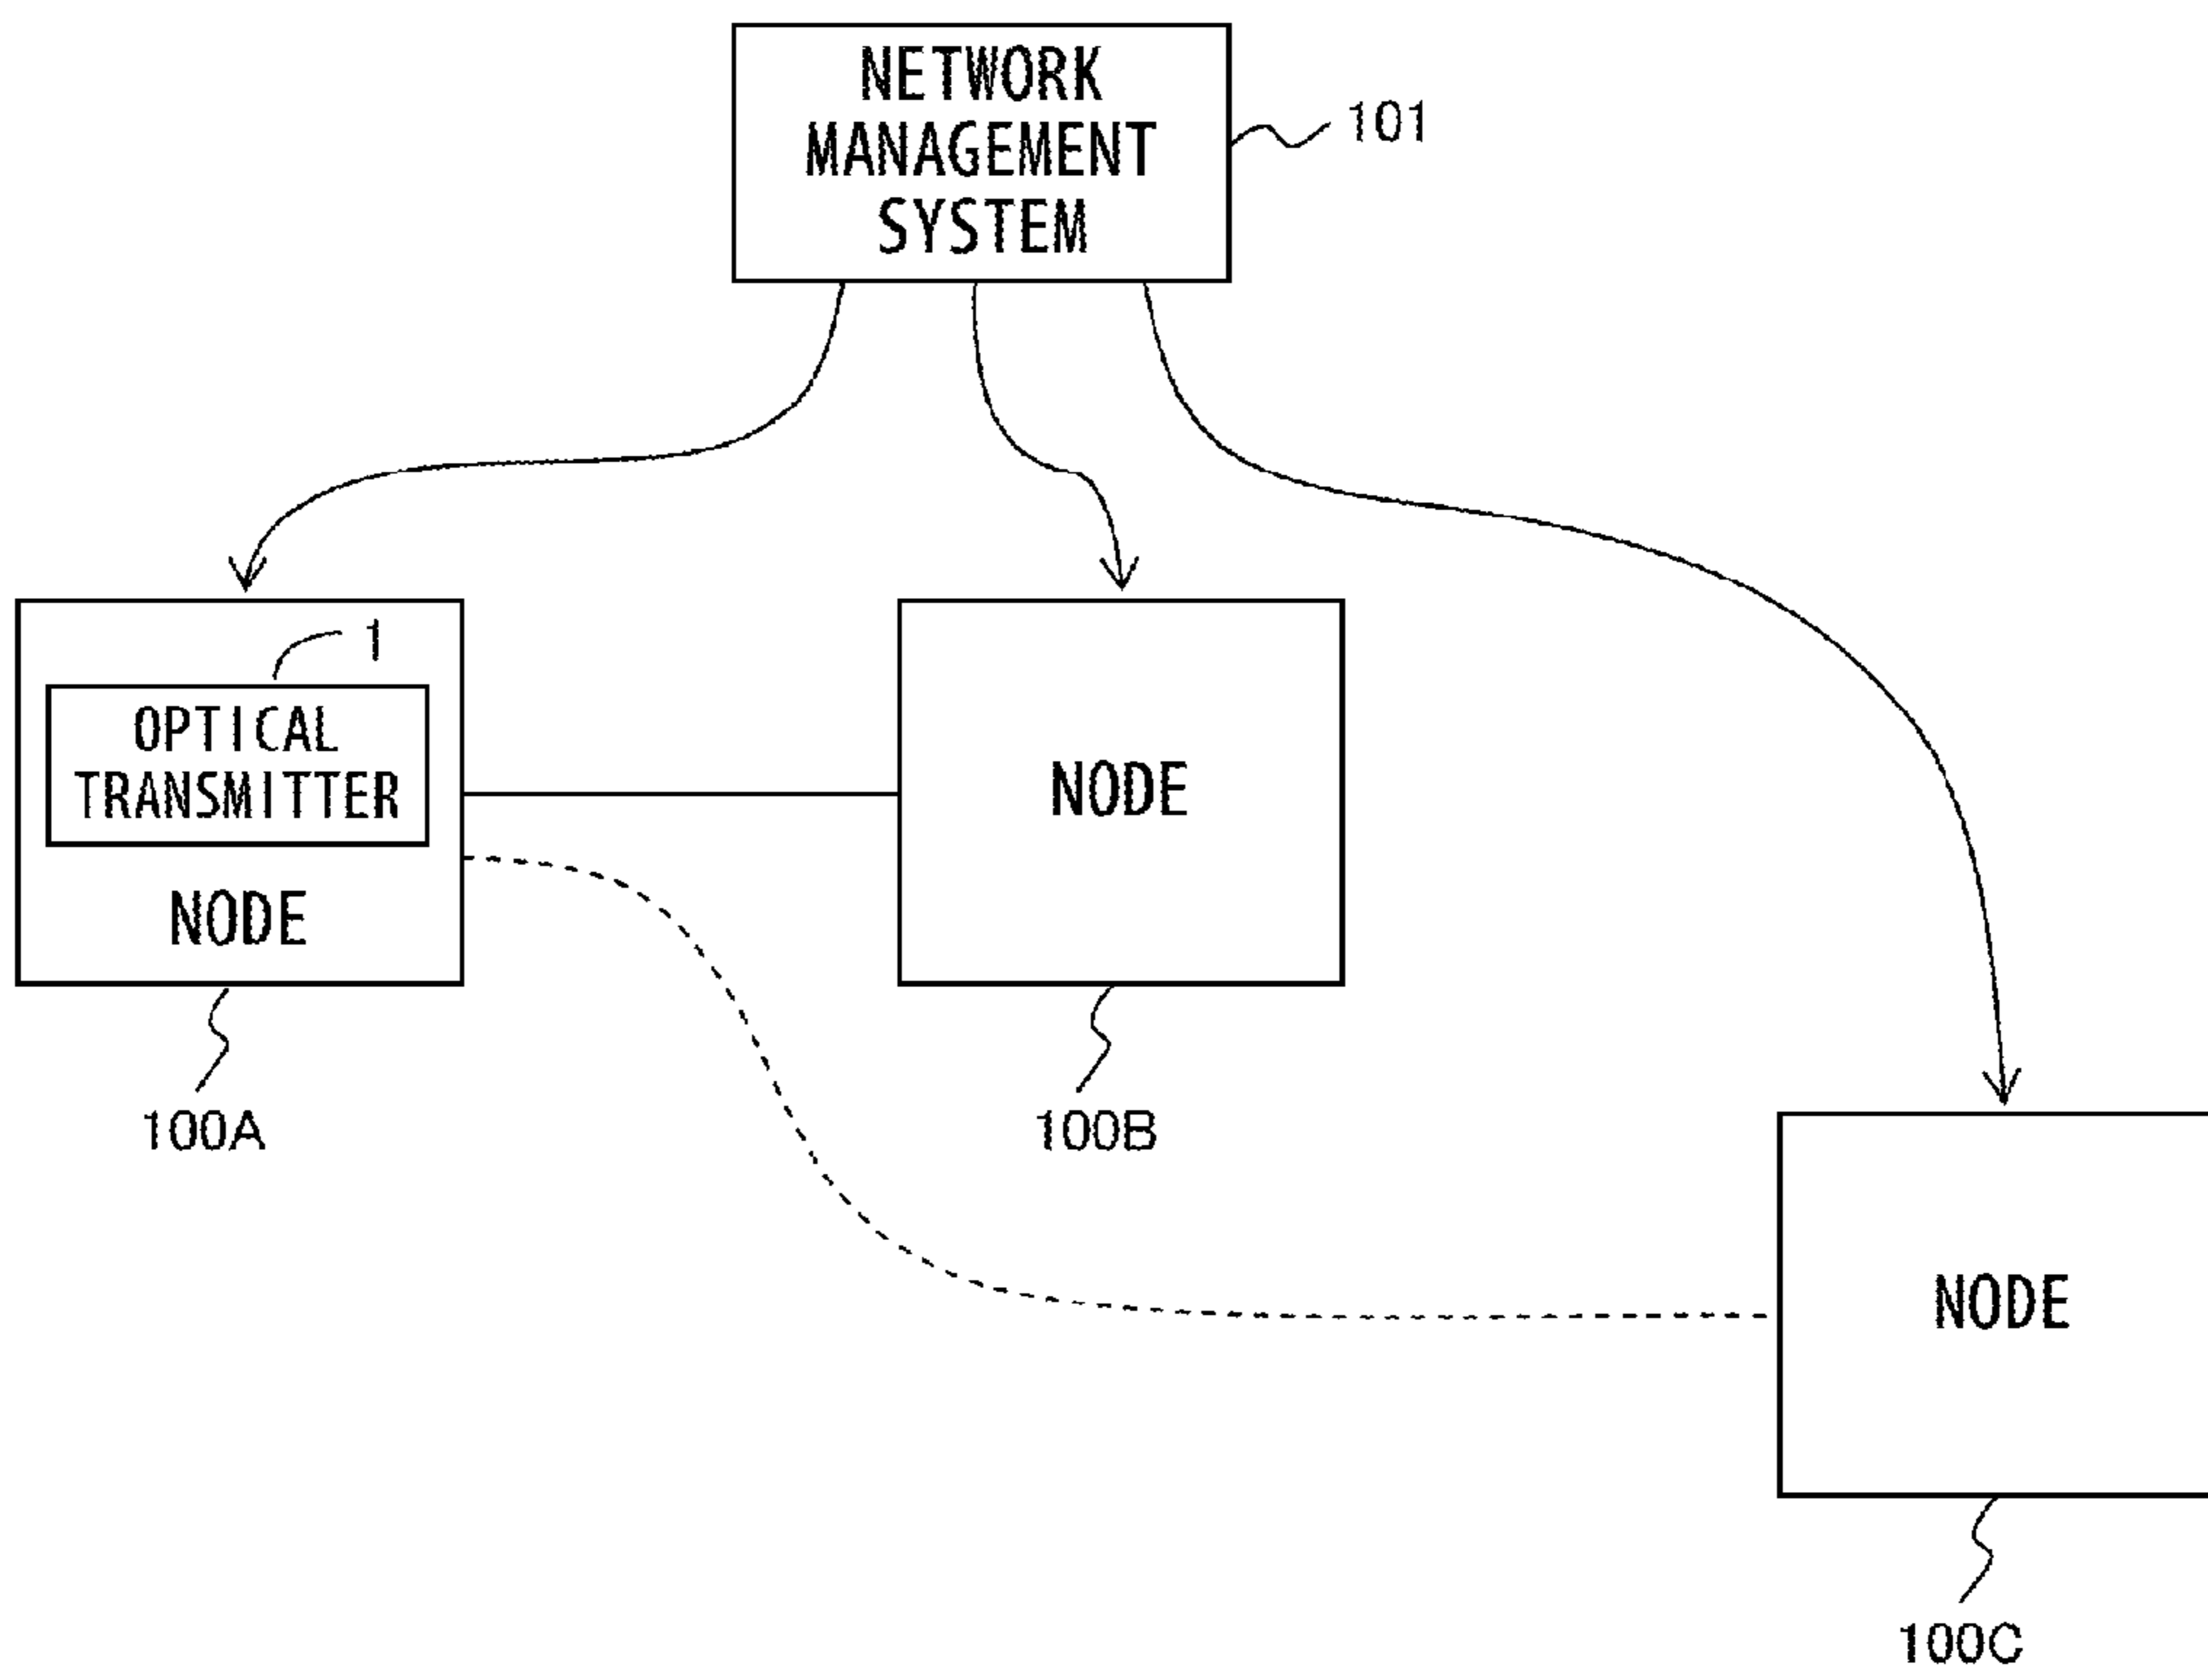 NETWORK
MANAGEMENT
SYSTEM
101
1
OPTICAL
TRANSMITTER
NODE
100A
NODE
100B
NODE
100C